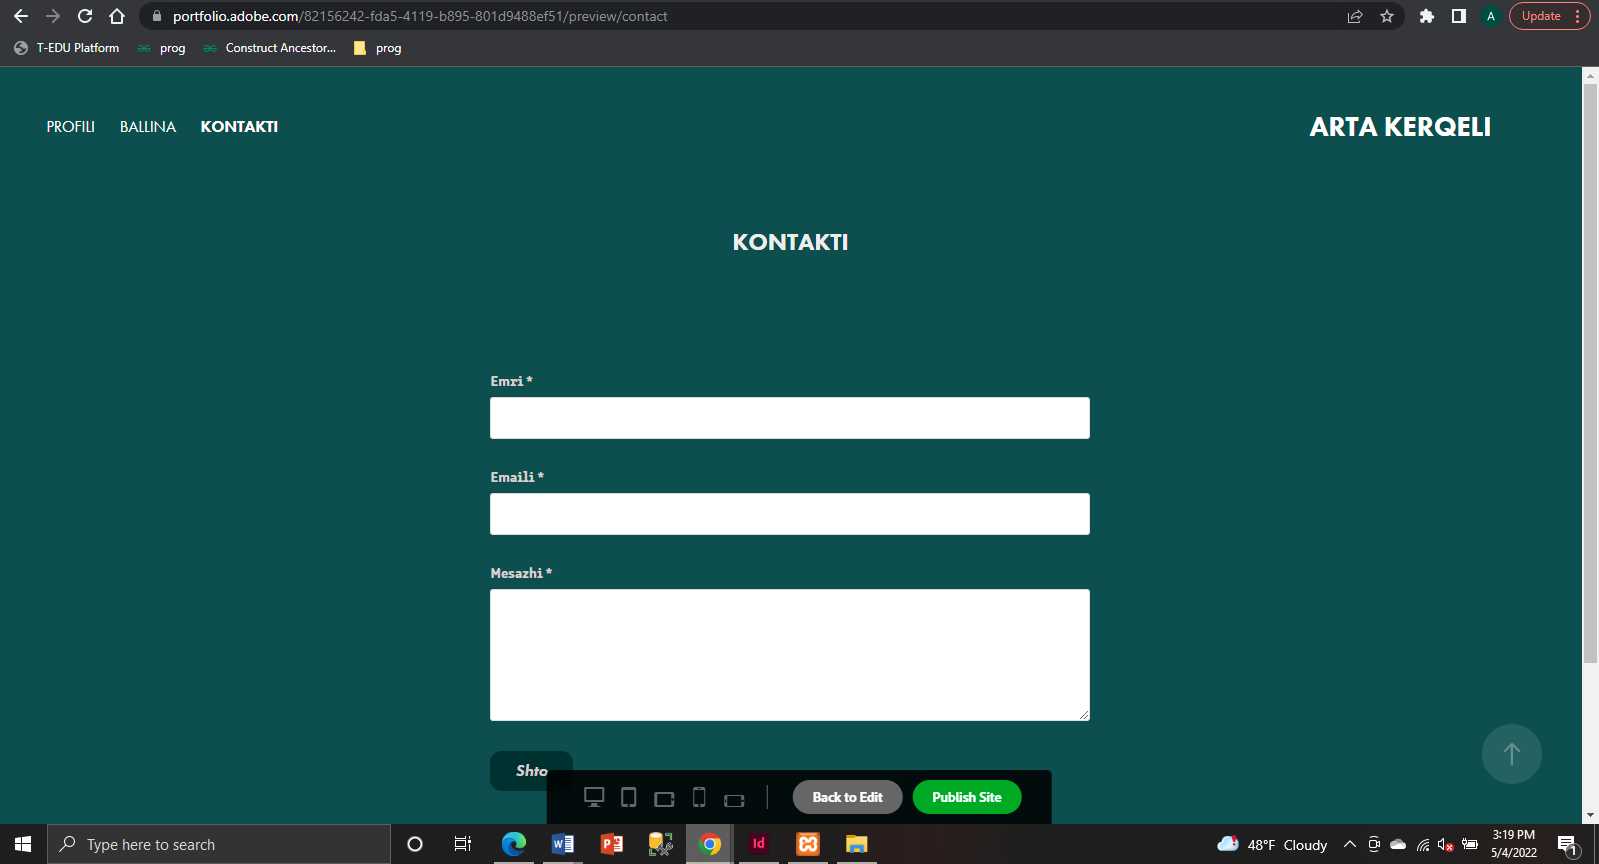 portfolio.adobe.com/82156242-fda5-4119-b895-801d9488ef51/preview/contact
A
Update
T-EDU Platform
prog
Construct Ancestor...
prog
PROFILI
BALLINA
KONTAKTI
ARTA KERQELI
KONTAKTI
Emri *
Emaili *
Mesazhi *
Shto
Back to Edit
Publish Site
Type here to search
Id
48°F Cloudy
3:19 PM
5/4/2022
1